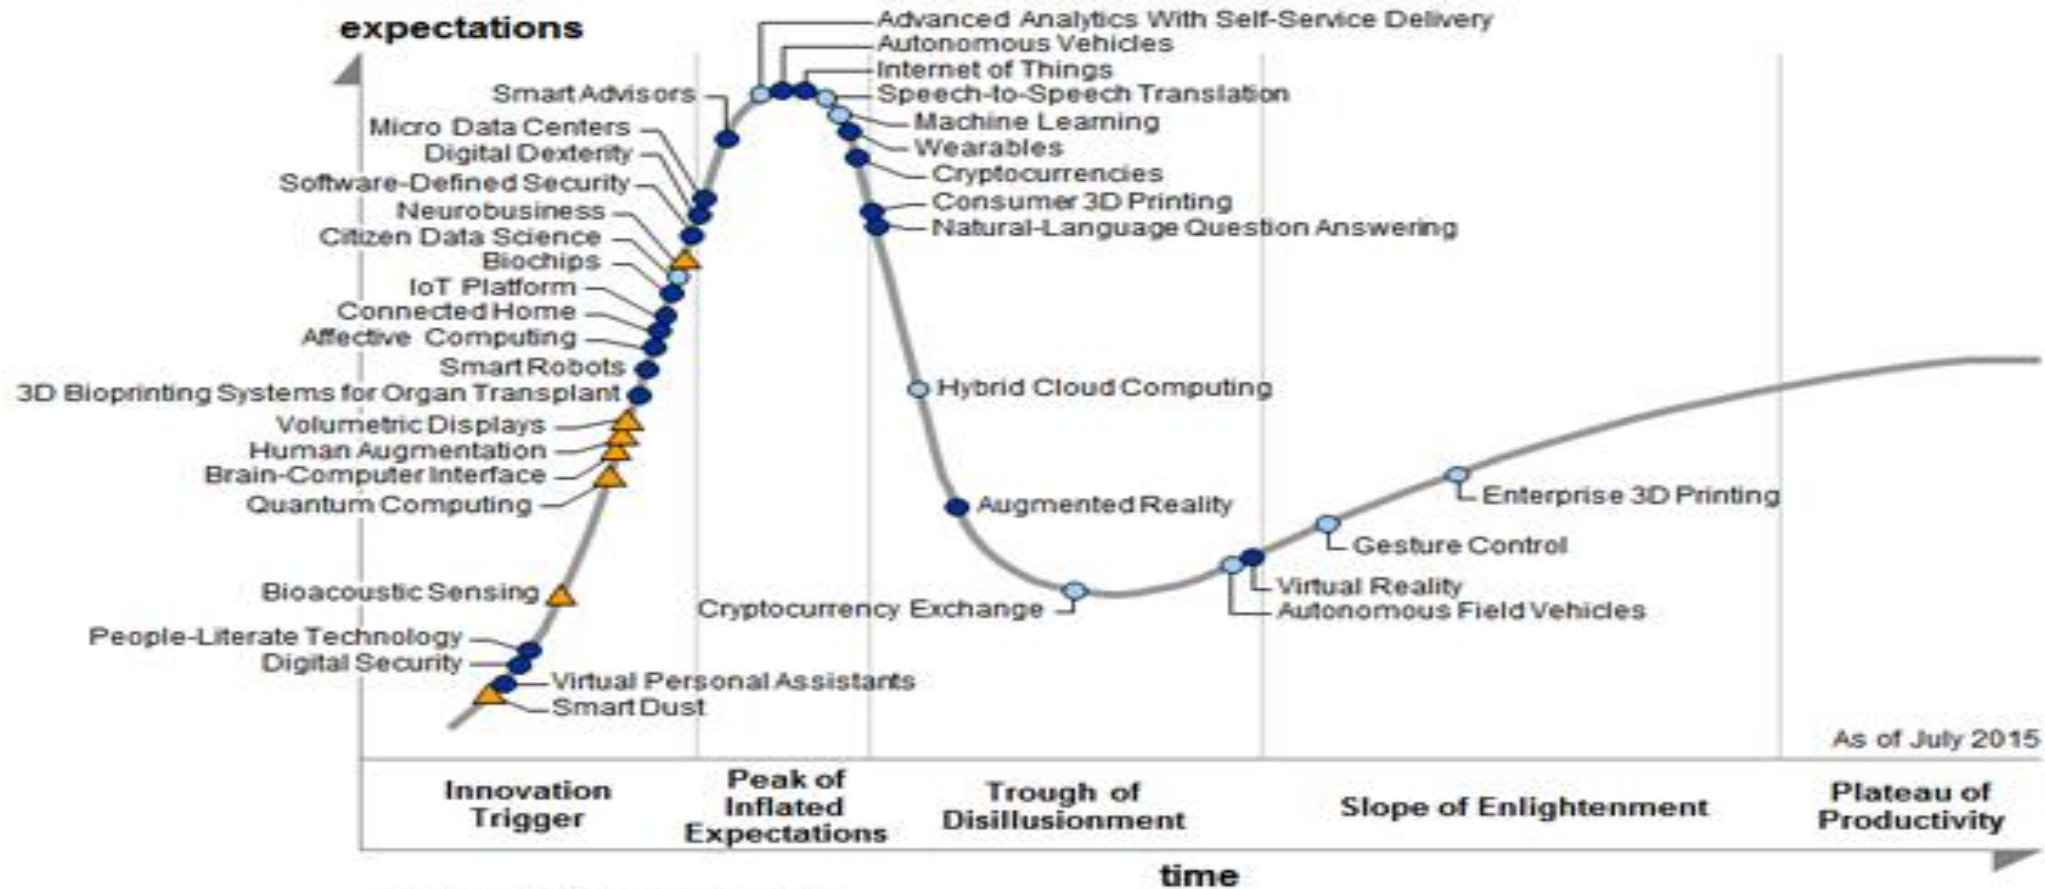 expectations
Advanced Analytics With Self-Service Delivery
Autonomous Vehicles
Internet of Things
Speech-to-Speech Translation
Machine Learning
Wearables
Cryptocurrencies
Consumer 3D Printing
Natural-Language Question Answering
Smart Advisors
Micro Data Centers
Digital Dexterity
Software-Defined Security
Neurobusiness
Citizen Data Science
Biochips
IoT Platform
Connected Home
Affective Computing
Smart Robots
3D Bioprinting Systems for Organ Transplant
Volumetric Displays
Human Augmentation
Brain-Computer Interface
Quantum Computing
Bioacoustic Sensing
People-Literate Technology
Digital Security
Virtual Personal Assistants
Smart Dust
Hybrid Cloud Computing
Augmented Reality
Cryptocurrency Exchange
Enterprise 3D Printing
Gesture Control
Virtual Reality
Autonomous Field Vehicles
As of July 2015
Innovation
Trigger
Peak of
Inflated
Expectations
Trough of
Disillusionment
Slope of Enlightenment
Plateau of
Productivity
time